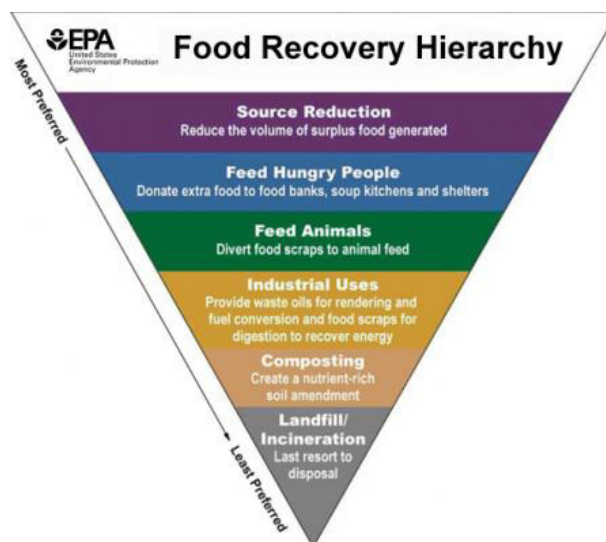 EPA
United States
Environmental Protection
Agency
Food Recovery Hierarchy
Most Preferred
Source Reduction
Reduce the volume of surplus food generated
Feed Hungry People
Donate extra food to food banks, soup kitchens and shelters
Feed Animals
Divert food scraps to animal feed
Industrial Uses
Provide waste oils for rendering and
fuel conversion and food scraps for
digestion to recover energy
Composting
Create a nutrient-rich
soil amendment
Landfill/
Incineration
Last resort to
disposal
Least Preferred